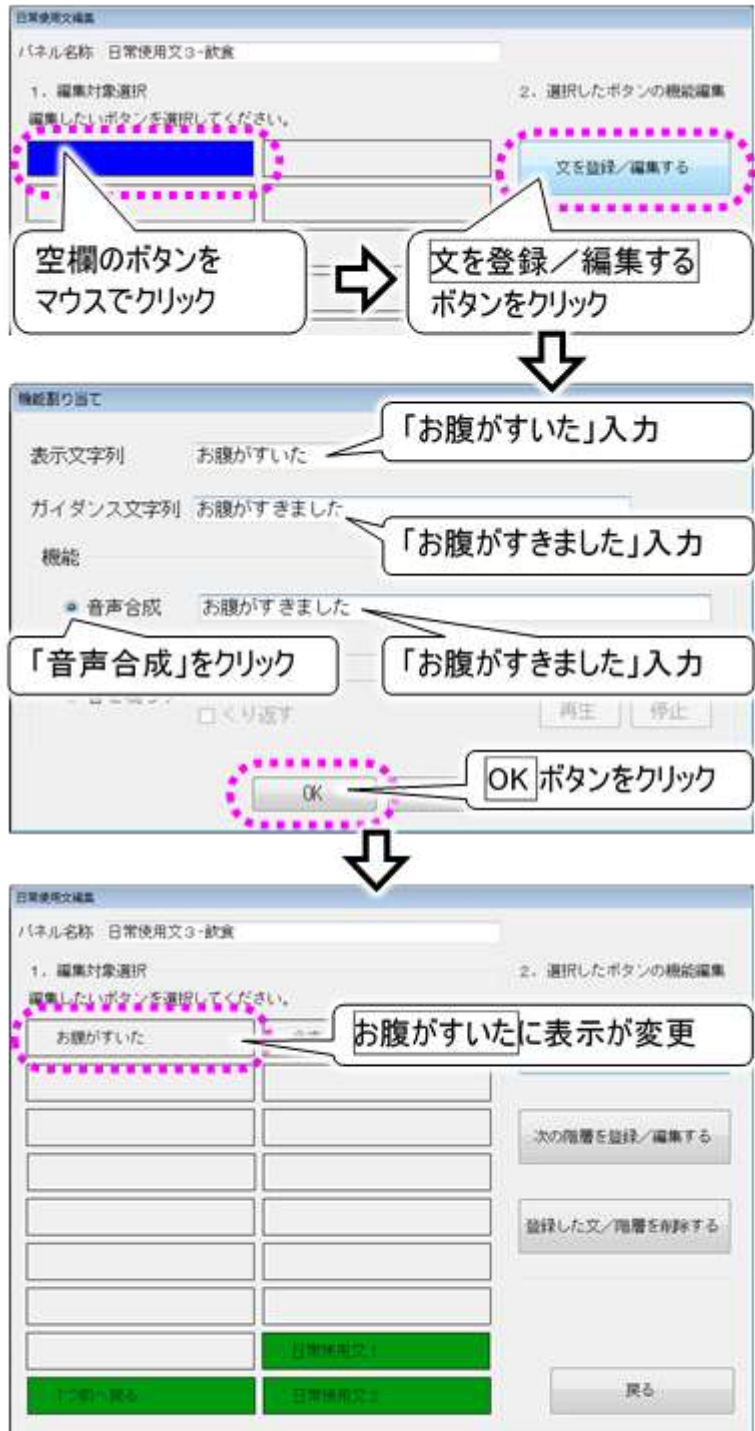 日常使用文編集
パネル名称 日常使用文3-飲食
1. 編集対象選択
2. 選択したボタンの機能編集
編集したいボタンを選択してください。
文を登録/編集する
空欄のボタンを
マウスでクリック
文を登録/編集する
ボタンをクリック
機能割り当て
「お腹がすいた」入力
表示文字列 お腹がすいた
ガイダンス文字列 お腹がすきました
「お腹がすきました」入力
機能
音声合成 お腹がすきました
「音声合成」をクリック
「お腹がすきました」入力
くり返す
再生 停止
OK
OK ボタンをクリック
日常使用文編集
パネル名称 日常使用文3-飲食
1. 編集対象選択
2. 選択したボタンの機能編集
編集したいボタンを選択してください。
お腹がすいた
お腹がすいたに表示が変更
次の階層を登録/編集する
登録した文/階層を削除する
日常使用文1
1つ前へ戻る
日常使用文2
戻る